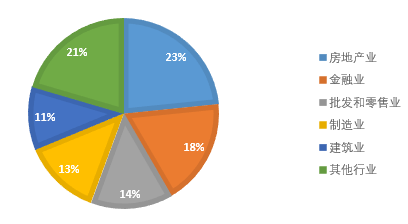 23%
18%
14%
13%
11%
21%
房地产业
金融业
批发和零售业
制造业
建筑业
其他行业